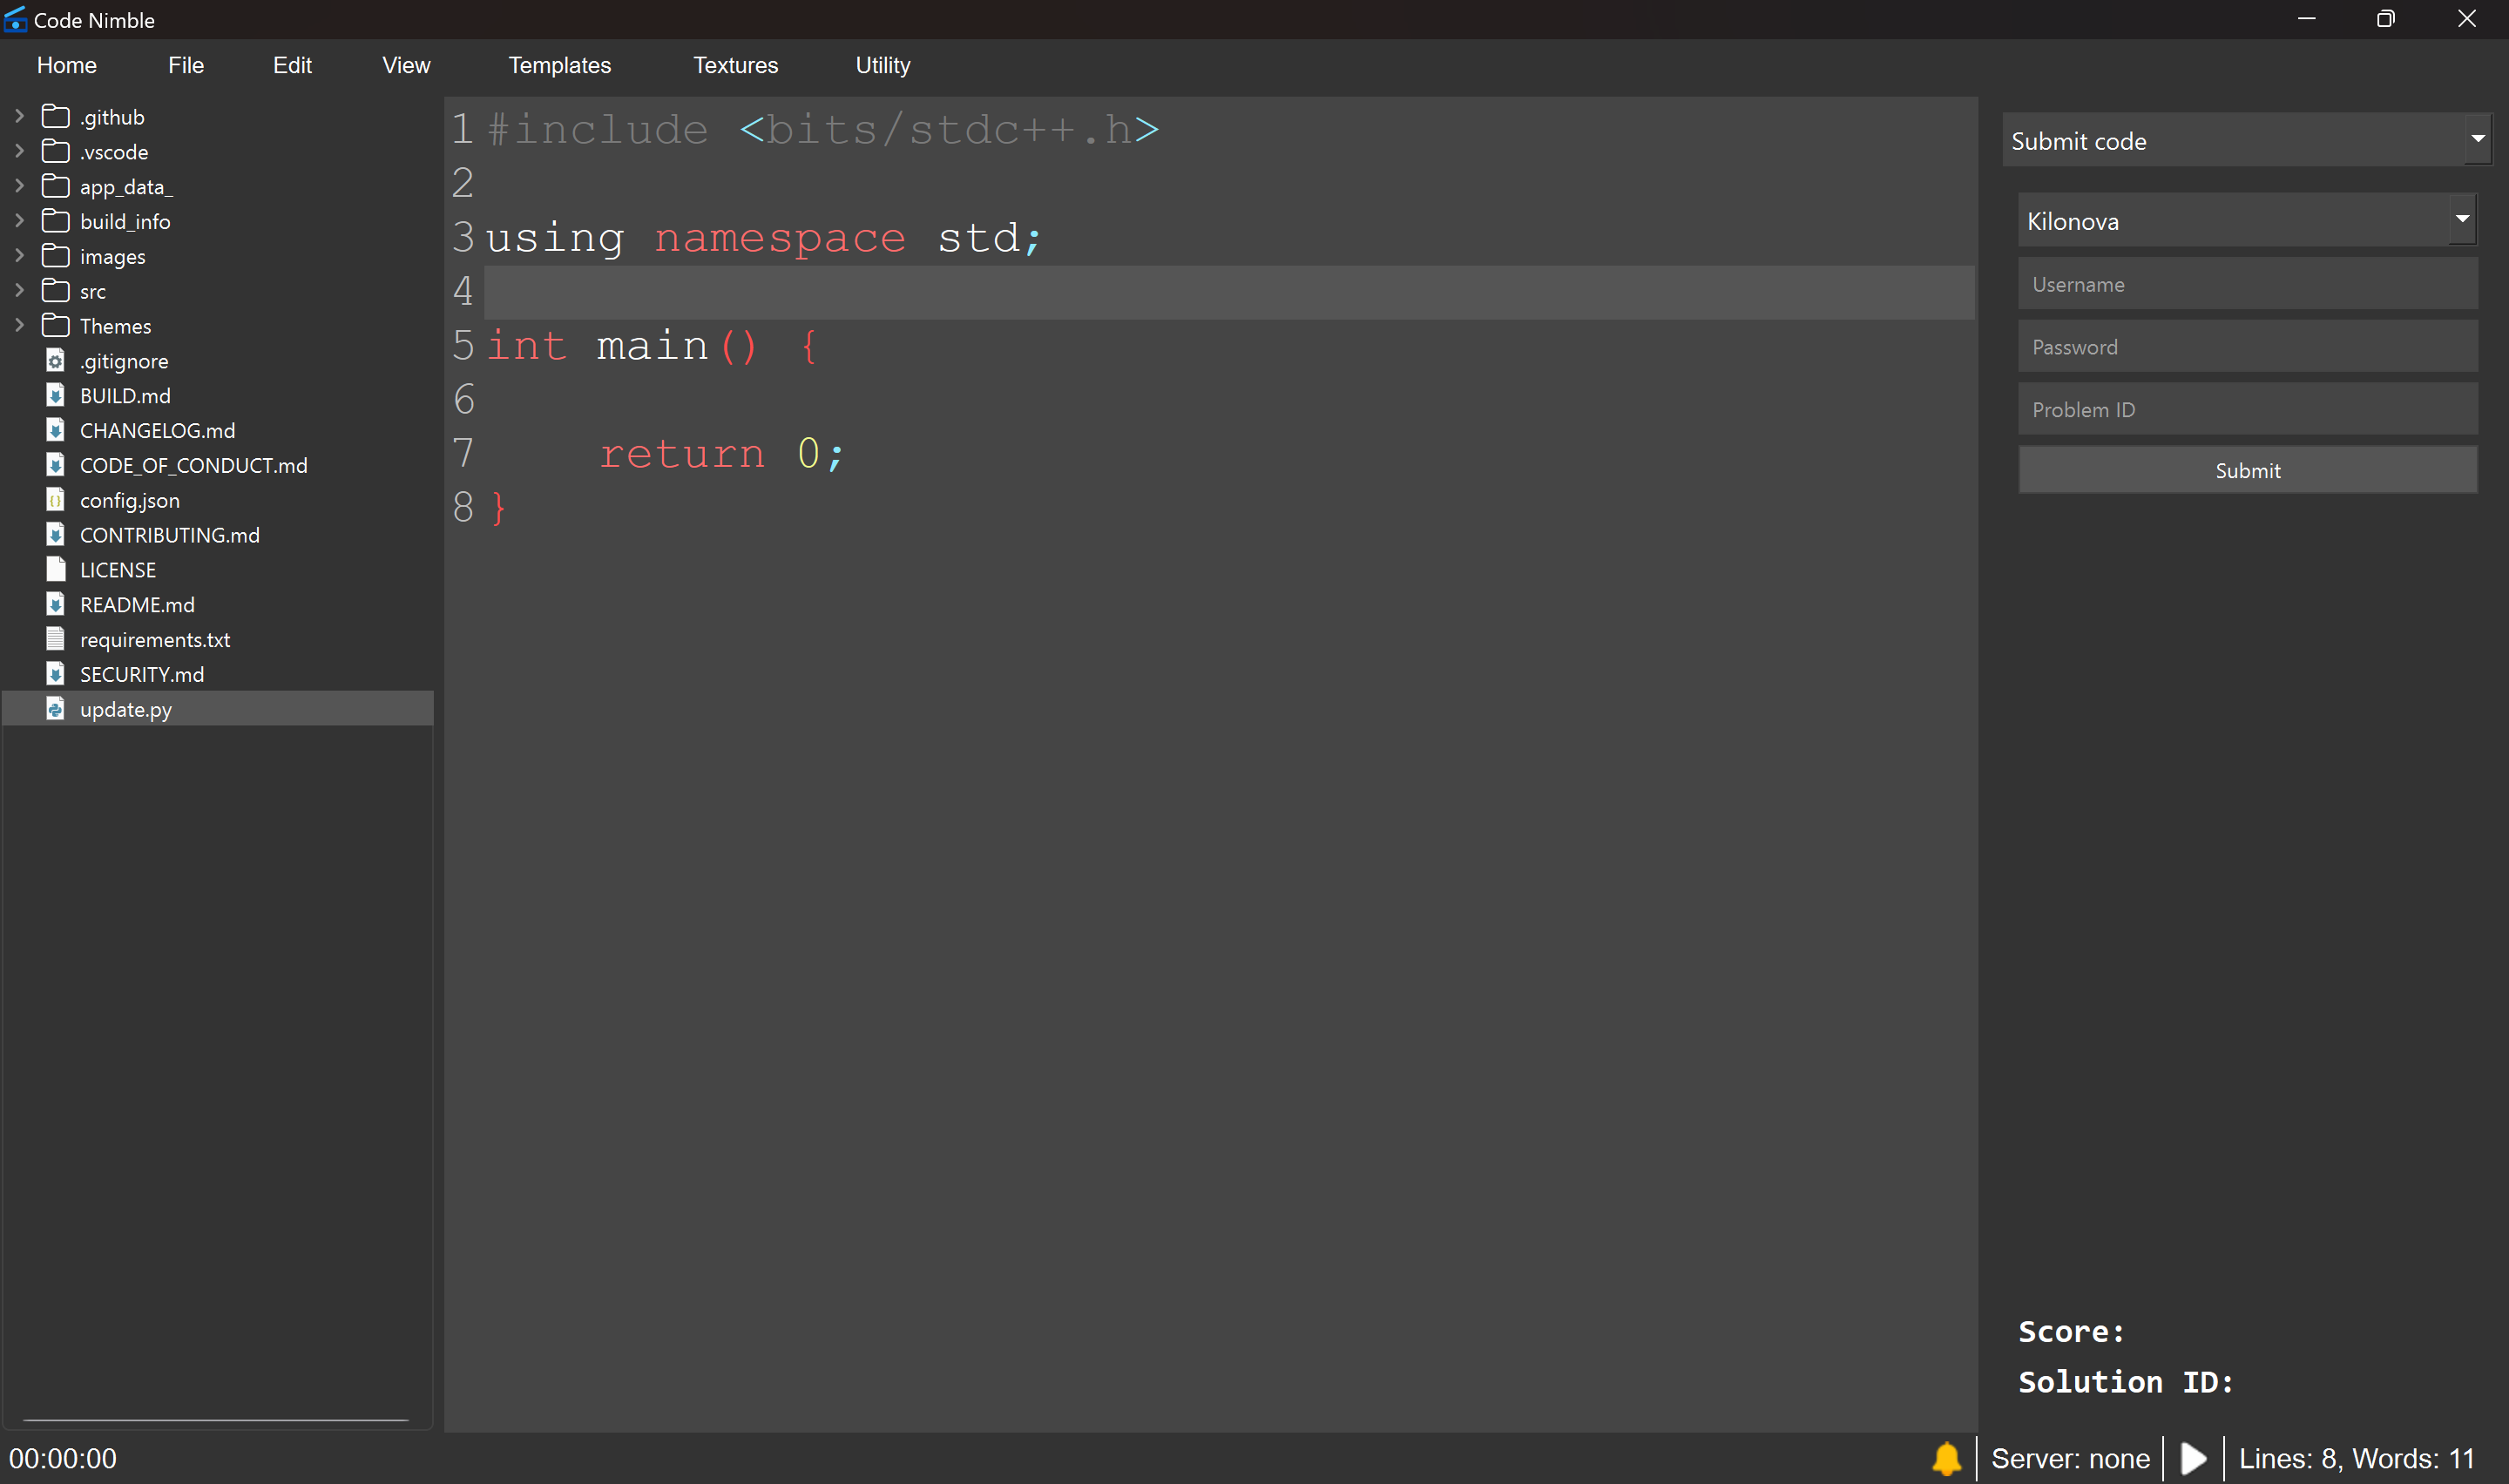 Code Nimble
Home File Edit View Templates Textures Utility
.github
.vscode
app_data_
build_info
images
src
Themes
.gitignore
BUILD.md
CHANGELOG.md
CODE_OF_CONDUCT.md
config.json
CONTRIBUTING.md
LICENSE
README.md
requirements.txt
SECURITY.md
update.py
1 #include <bits/stdc++.h>
2
3 using namespace std;
4
5 int main() {
6
7     return 0;
8 }
Submit code
Kilonova
Username
Password
Problem ID
Submit
Score:
Solution ID:
00:00:00
Server: none
Lines: 8, Words: 11